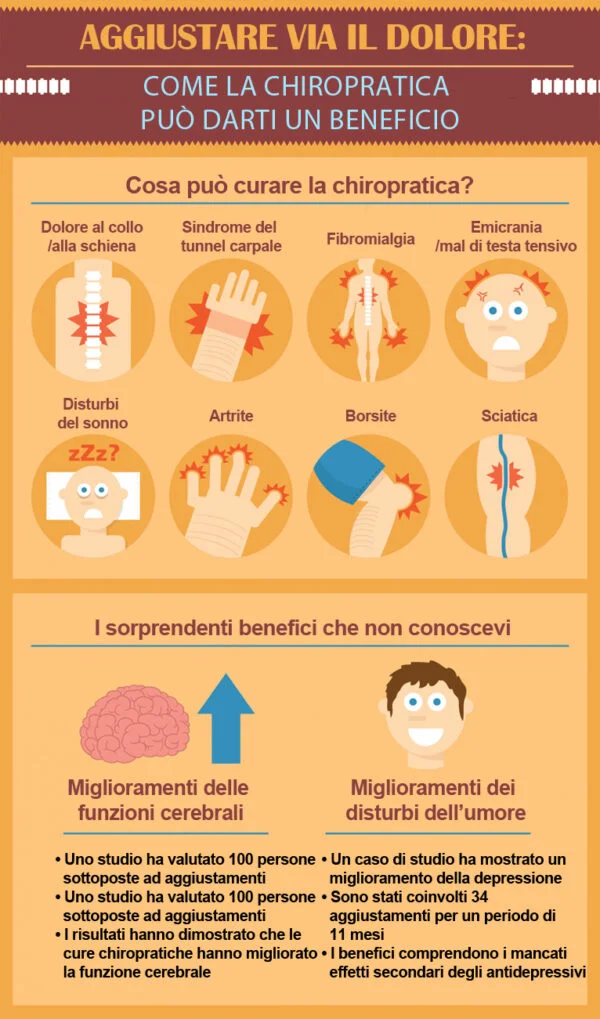 AGGIUSTARE VIA IL DOLORE:
COME LA CHIROPRATICA
PUÒ DARTI UN BENEFICIO
Cosa può curare la chiropratica?
Dolore al collo
/alla schiena
Sindrome del
tunnel carpale
Fibromialgia
Emicrania
/mal di testa tensivo
Disturbi
del sonno
zZz?
Artrite
Borsite
Sciatica
I sorprendenti benefici che non conoscevi
Miglioramenti delle
funzioni cerebrali
• Uno studio ha valutato 100 persone
sottoposte ad aggiustamenti
• Uno studio ha valutato 100 persone
sottoposte ad aggiustamenti
• I risultati hanno dimostrato che le
cure chiropratiche hanno migliorato
la funzione cerebrale
Miglioramenti dei
disturbi dell'umore
• Un caso di studio ha mostrato un
miglioramento della depressione
• Sono stati coinvolti 34
aggiustamenti per un periodo di
11 mesi
• I benefici comprendono i mancati
effetti secondari degli antidepressivi